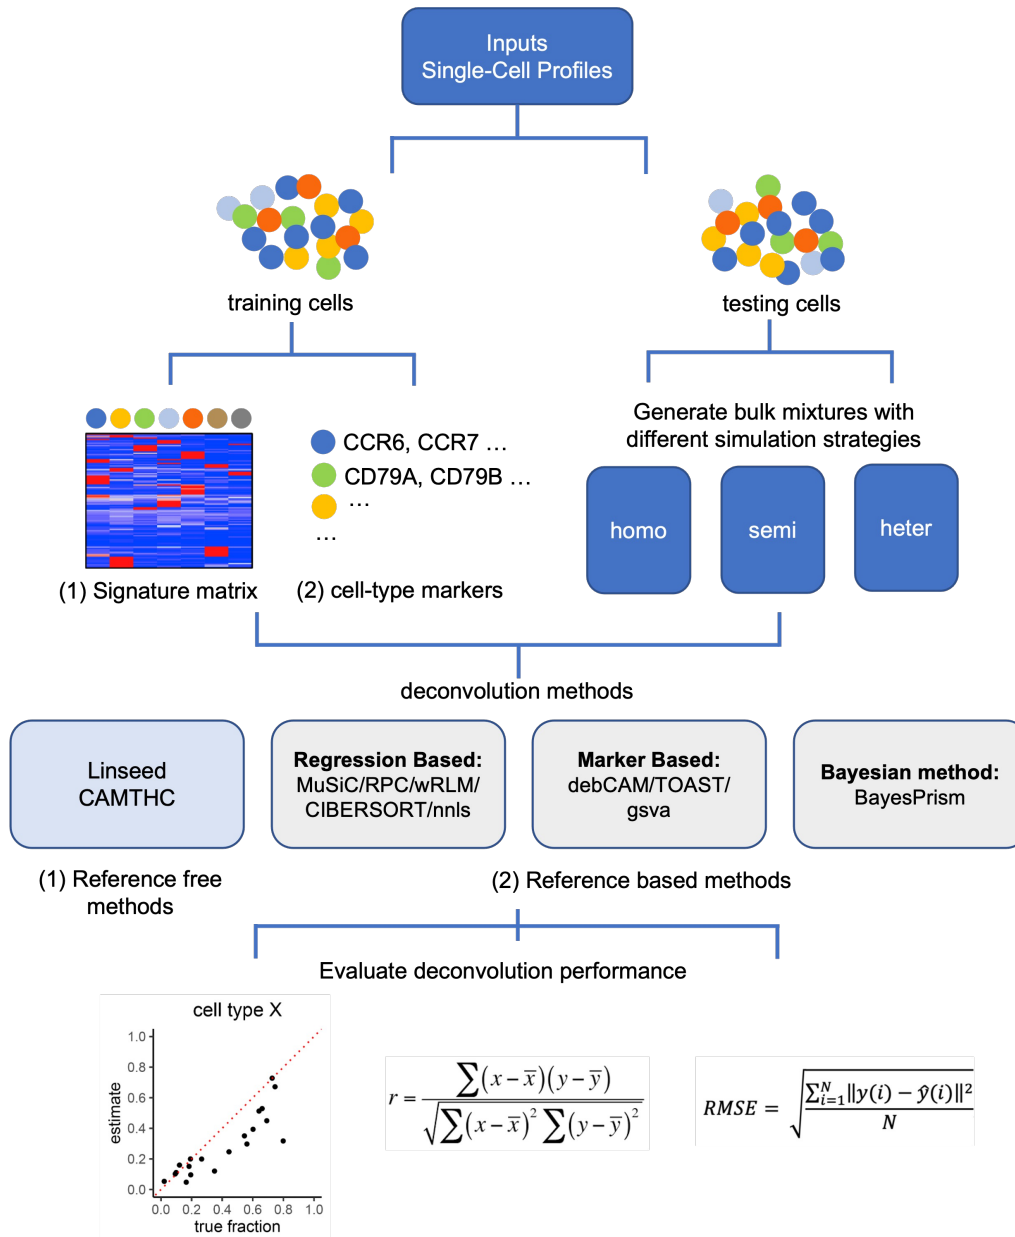 Inputs
Single-Cell Profiles
training cells
testing cells
CCR6, CCR7 ...
CD79A, CD79B ...
...
...
(1) Signature matrix
(2) cell-type markers
Generate bulk mixtures with
different simulation strategies
homo
semi
heter
deconvolution methods
Linseed
CAMTHC
Regression Based:
MuSiC/RPC/wRLM/
CIBERSORT/nnls
Marker Based:
debCAM/TOAST/
gsva
Bayesian method:
BayesPrism
(1) Reference free
methods
(2) Reference based methods
Evaluate deconvolution performance
cell type X
1.0
0.8
0.6
0.4
0.2
0.0
estimate
0.0 0.2 0.4 0.6 0.8 1.0
true fraction
r = ∑(x − x̅)(y − y̅) / √(∑(x − x̅)² ∑(y − y̅)²)
RMSE = √(∑ᵢ₌₁ᴺ ‖y(i) − ŷ(i)‖² / N)